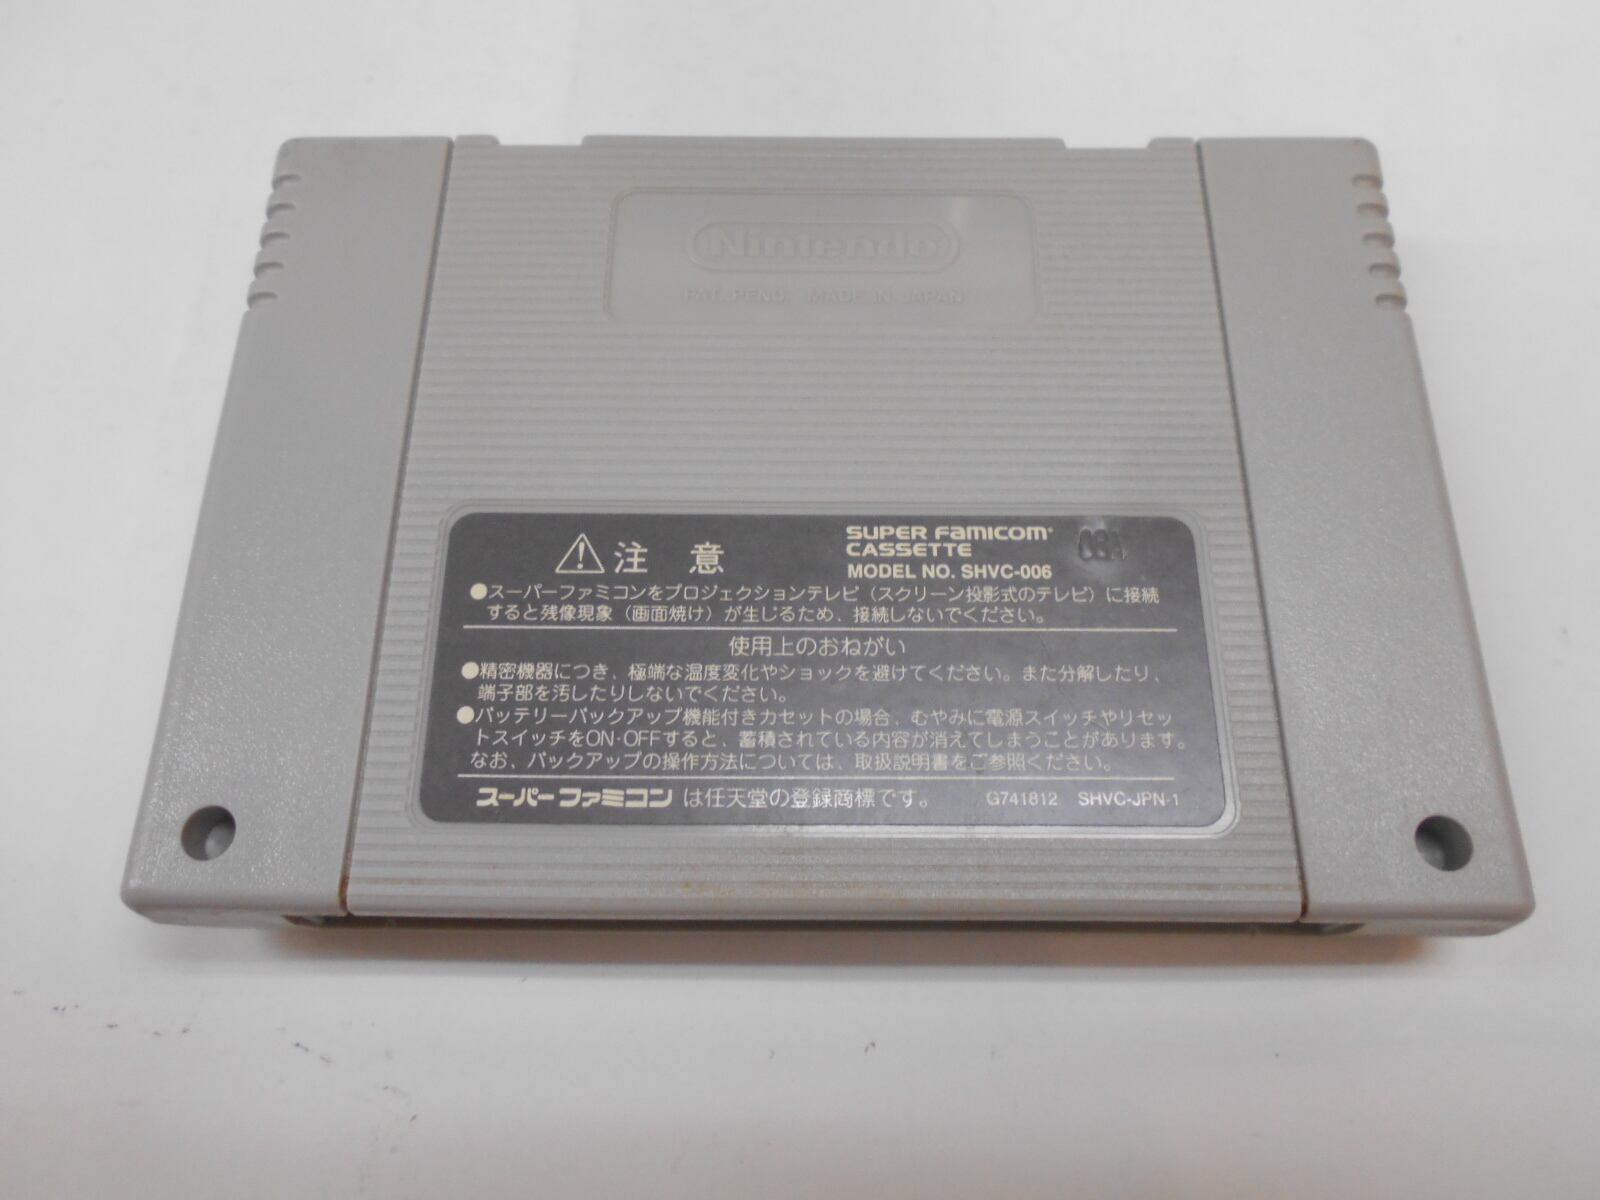 Nintendo
PAT. PEND. MADE IN JAPAN
注意
SUPER FAMICOM
CASSETTE
MODEL NO. SHVC-006
●スーパーファミコンをプロジェクションテレビ（スクリーン投影式のテレビ）に接続
すると残像現象（画面焼け）が生じるため、接続しないでください。
使用上のおねがい
●精密機器につき、極端な温度変化やショックを避けてください。また分解したり、
端子部を汚したりしないでください。
●バッテリーバックアップ機能付きカセットの場合、むやみに電源スイッチやリセッ
トスイッチをON・OFFすると、蓄積されている内容が消えてしまうことがあります。
なお、バックアップの操作方法については、取扱説明書をご参照ください。
スーパーファミコンは任天堂の登録商標です。 G741812 SHVC-JPN-1